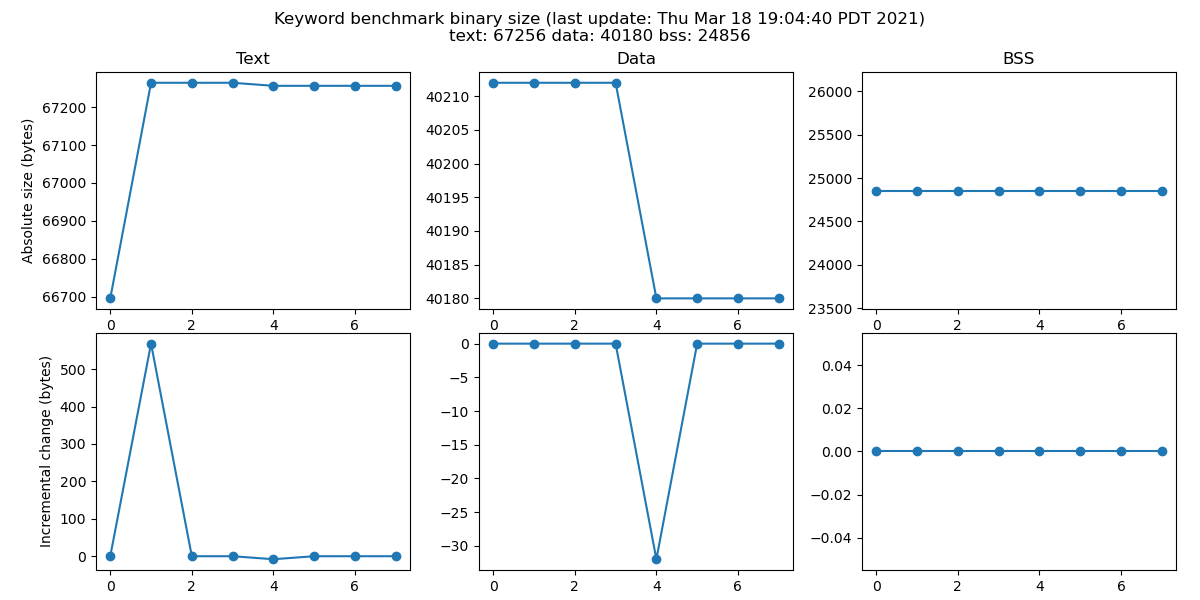 Keyword benchmark binary size (last update: Thu Mar 18 19:04:40 PDT 2021)
text: 67256 data: 40180 bss: 24856
Text
Data
BSS
Absolute size (bytes)
67200
67100
67000
66900
66800
66700
0 2 4 6
40210
40205
40200
40195
40190
40185
40180
0 2 4 6
26000
25500
25000
24500
24000
23500
0 2 4 6
Incremental change (bytes)
500
400
300
200
100
0
0 2 4 6
0
−5
−10
−15
−20
−25
−30
0 2 4 6
0.04
0.02
0.00
−0.02
−0.04
0 2 4 6